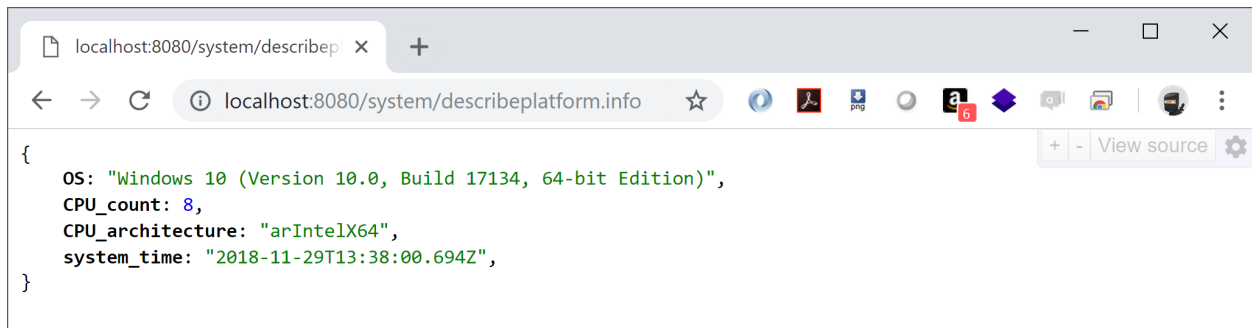 localhost:8080/system/describepl
localhost:8080/system/describeplatform.info
png
a
6
a
+ - View source
{
OS: "Windows 10 (Version 10.0, Build 17134, 64-bit Edition)",
CPU_count: 8,
CPU_architecture: "arIntelX64",
system_time: "2018-11-29T13:38:00.694Z",
}